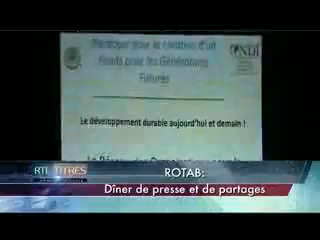 Plaidoyer pour la création d'un
Fonds pour les Générations
Futures
NDI
Le développement durable aujourd'hui et demain !
RTL TITRES
ROTAB:
Dîner de presse et de partages